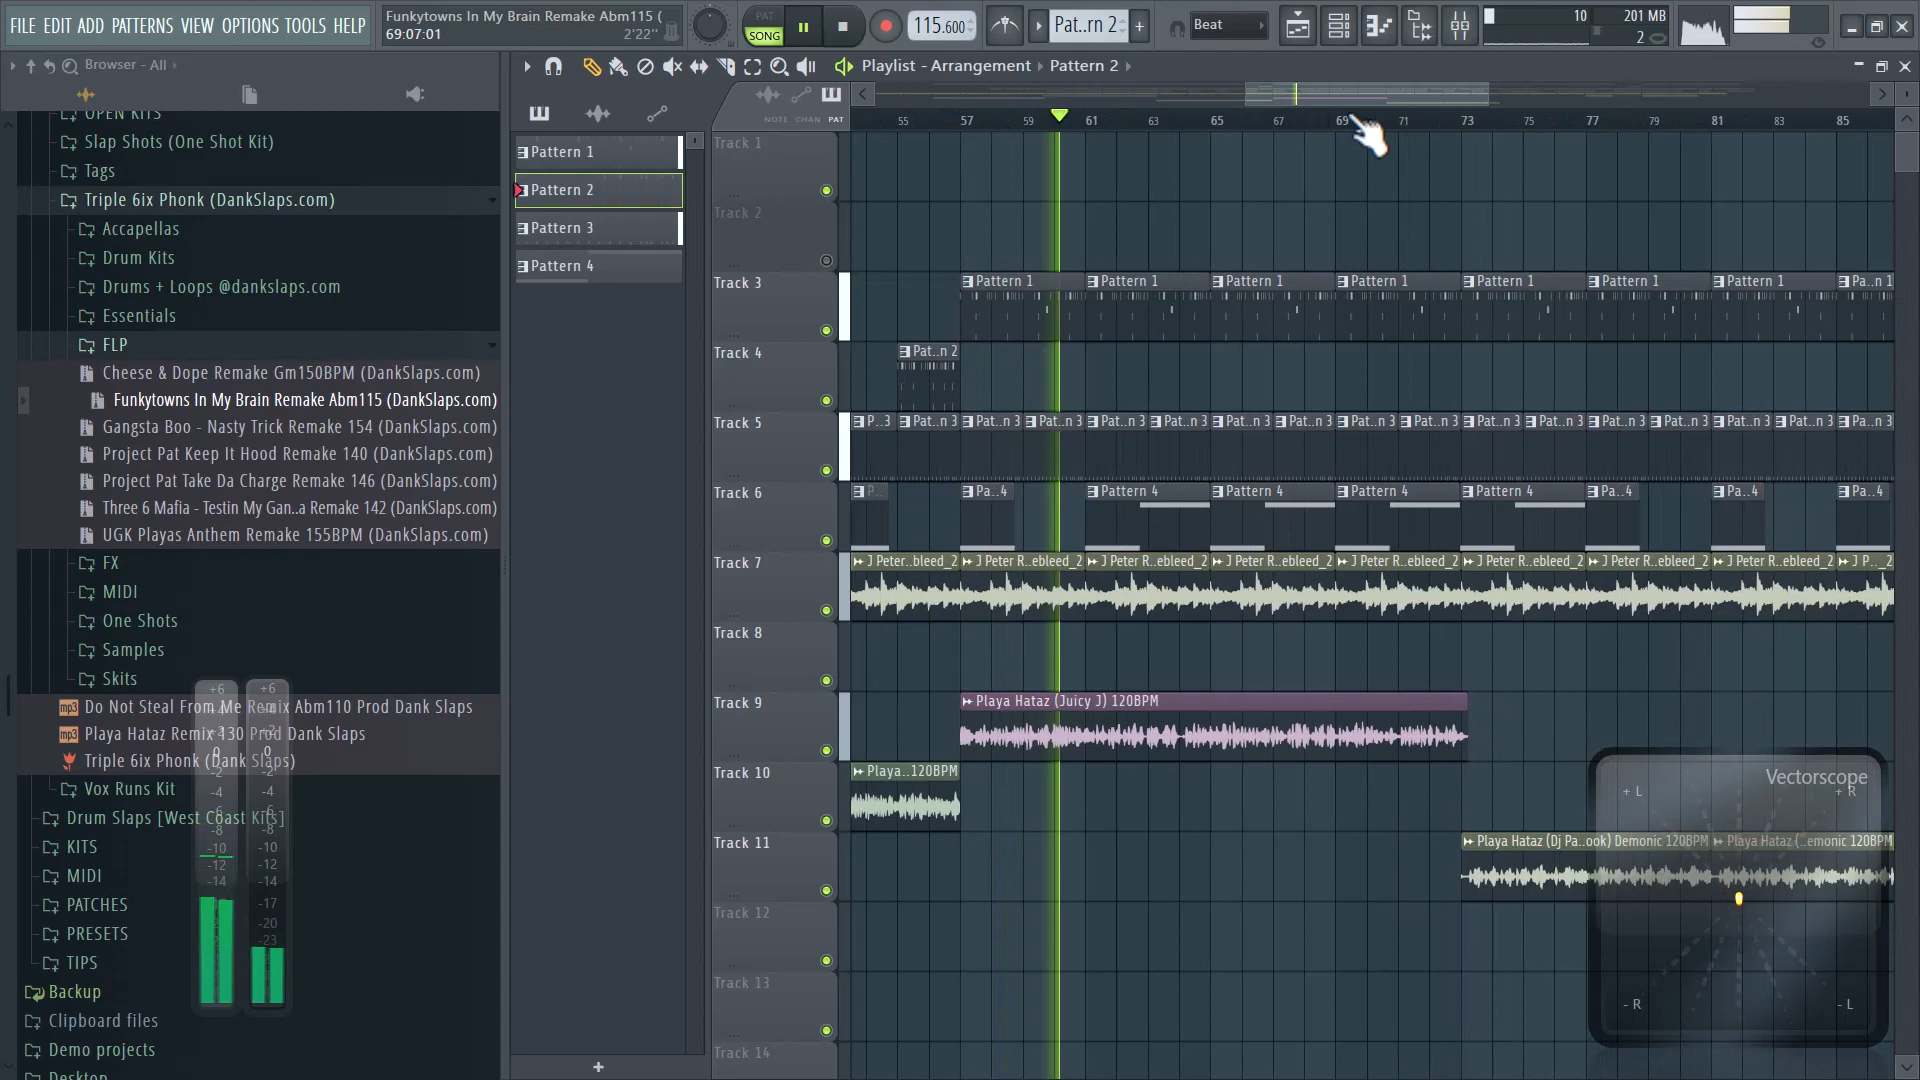 FILE EDIT ADD PATTERNS VIEW OPTIONS TOOLS HELP
Funkytowns In My Brain Remake Abm115 (
69:07:01
2'22"
PAT
SONG
115.600
Pat..rn 2
Beat
10
201 MB
2
Browser - All
Playlist - Arrangement
Pattern 2
NOTE CHAN PAT
55 57 59 61 63 65 67 69 71 73 75 77 79 81 83 85
OPEN KITS
Slap Shots (One Shot Kit)
Tags
Triple 6ix Phonk (DankSlaps.com)
Accapellas
Drum Kits
Drums + Loops @dankslaps.com
Essentials
FLP
Cheese & Dope Remake Gm150BPM (DankSlaps.com)
Funkytowns In My Brain Remake Abm115 (DankSlaps.com)
Gangsta Boo - Nasty Trick Remake 154 (DankSlaps.com)
Project Pat Keep It Hood Remake 140 (DankSlaps.com)
Project Pat Take Da Charge Remake 146 (DankSlaps.com)
Three 6 Mafia - Testin My Gan..a Remake 142 (DankSlaps.com)
UGK Playas Anthem Remake 155BPM (DankSlaps.com)
FX
MIDI
One Shots
Samples
Skits
Do Not Steal From Me Remix Abm110 Prod Dank Slaps
Playa Hataz Remix 130 Prod Dank Slaps
Triple 6ix Phonk (Dank Slaps)
Vox Runs Kit
Drum Slaps [West Coast Kits]
KITS
MIDI
PATCHES
PRESETS
TIPS
Backup
Clipboard files
Demo projects
Desktop
Pattern 1
Pattern 2
Pattern 3
Pattern 4
Track 1
Track 2
Track 3
Pattern 1 Pattern 1 Pattern 1 Pattern 1 Pattern 1 Pattern 1 Pattern 1 Pa..n 1
Track 4
Pat..n 2
Track 5
P..3 Pat..n 3 Pat..n 3 Pat..n 3 Pat..n 3 Pat..n 3 Pat..n 3 Pat..n 3 Pat..n 3 Pat..n 3 Pat..n 3 Pat..n 3 Pat..n 3 Pat..n 3 Pat..n 3 Pat..n 3 Pa..n 3
Track 6
P.. Pa..4 Pattern 4 Pattern 4 Pattern 4 Pattern 4 Pa..4 Pa..4 Pa..4
Track 7
J Peter..bleed_2 J Peter R..ebleed_2 J Peter R..ebleed_2 J Peter R..ebleed_2 J Peter R..ebleed_2 J Peter R..ebleed_2 J Peter R..ebleed_2 J Peter R..ebleed_2 J P.._2
Track 8
Track 9
Playa Hataz (Juicy J) 120BPM
Track 10
Playa..120BPM
Track 11
Playa Hataz (Dj Pa..ook) Demonic 120BPM Playa Hataz (..emonic 120BPM
Track 12
Track 13
Track 14
+6 +6
-4
-2 -2
0 0
-2 -2
-4 -4
-6 -6
-8 -8
-10 -10
-12 -12
-14 -14
-17
-20
-23
Vectorscope
+ L + R
- R - L